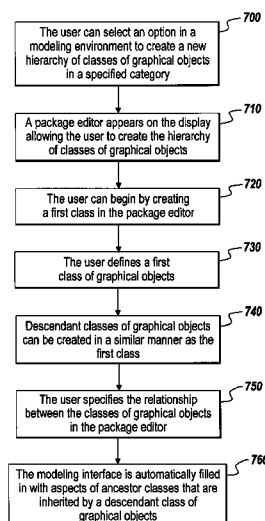 700
The user can select an option in a
modeling environment to create a new
hierarchy of classes of graphical objects
in a specified category
710
A package editor appears on the display
allowing the user to create the hierarchy
of classes of graphical objects
720
The user can begin by creating
a first class in the package editor
730
The user defines a first
class of graphical objects
740
Descendant classes of graphical objects
can be created in a similar manner as the
first class
750
The user specifies the relationship
between the classes of graphical objects
in the package editor
760
The modeling interface is automatically filled
in with aspects of ancestor classes that are
inherited by a descendant class of
graphical objects